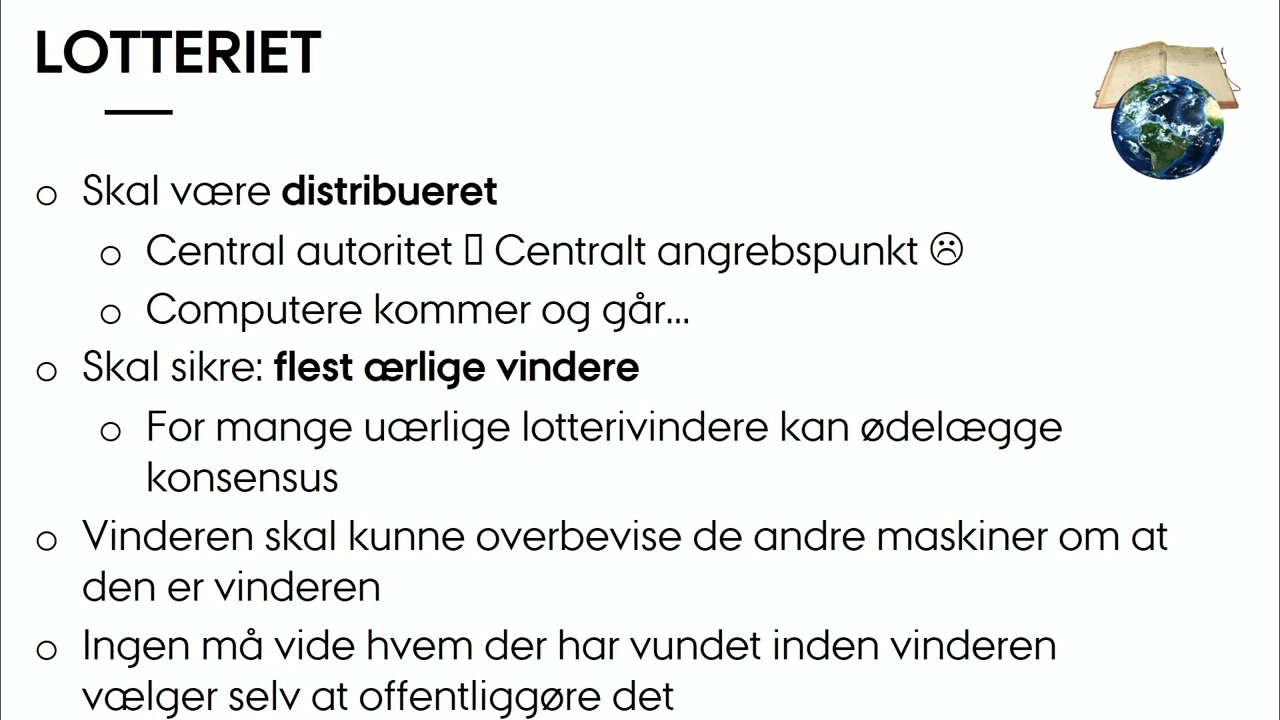 LOTTERIET
o Skal være distribueret
o Central autoritet ▯ Centralt angrebspunkt ☹
o Computere kommer og går...
o Skal sikre: flest ærlige vindere
o For mange uærlige lotterivindere kan ødelægge
konsensus
o Vinderen skal kunne overbevise de andre maskiner om at
den er vinderen
o Ingen må vide hvem der har vundet inden vinderen
vælger selv at offentliggøre det